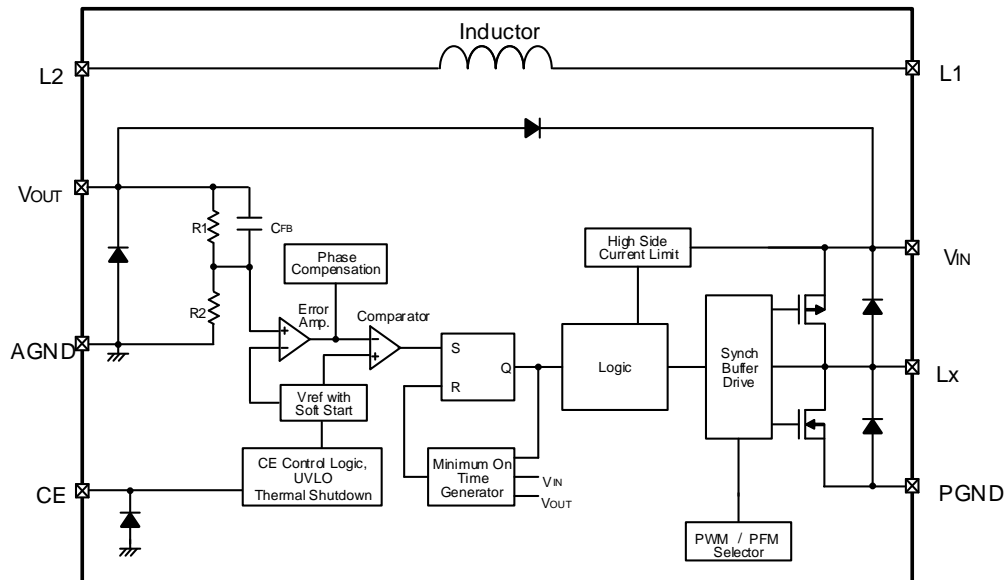 Inductor
L2
L1
VOUT
R1
CFB
High Side
Current Limit
VIN
Phase
Compensation
R2
Error
Amp.
Comparator
AGND
S
R
Q
Logic
Synch
Buffer
Drive
LX
Vref with
Soft Start
CE Control Logic,
UVLO
Thermal Shutdown
Minimum On
Time
Generator
VIN
VOUT
CE
PGND
PWM / PFM
Selector